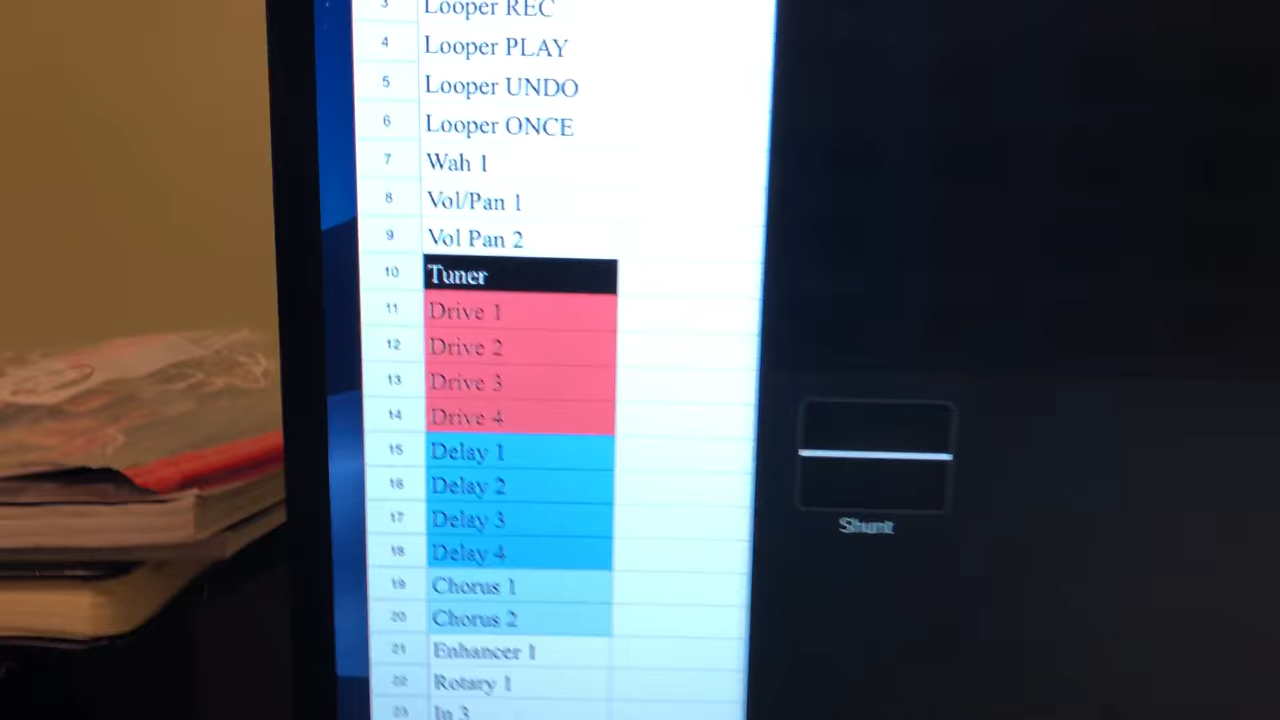 3 Looper REC
4 Looper PLAY
5 Looper UNDO
6 Looper ONCE
7 Wah 1
8 Vol/Pan 1
9 Vol Pan 2
10 Tuner
11 Drive 1
12 Drive 2
13 Drive 3
14 Drive 4
15 Delay 1
16 Delay 2
17 Delay 3
18 Delay 4
19 Chorus 1
20 Chorus 2
21 Enhancer 1
22 Rotary 1
23 In 3
Shunt